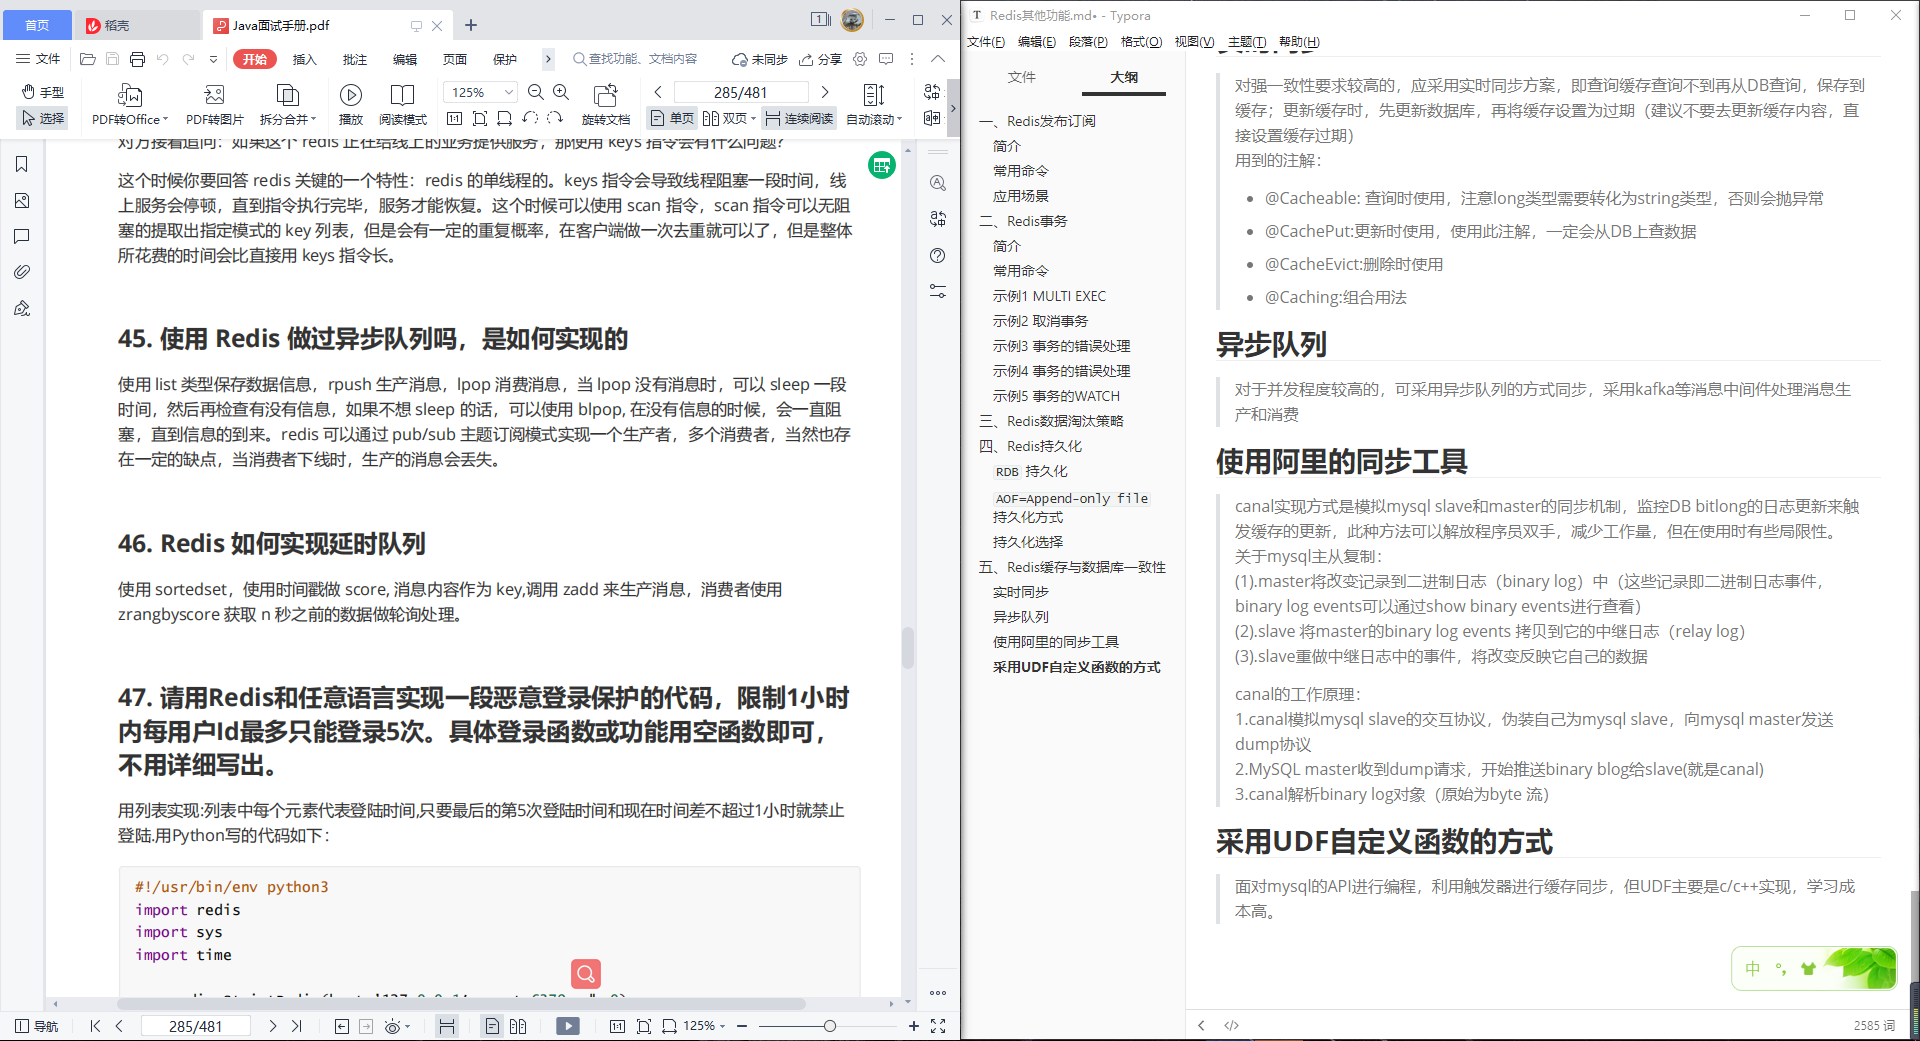 首页
稻壳
Java面试手册.pdf
1
文件
开始
插入
批注
编辑
页面
保护
查找功能、文档内容
未同步
分享
手型
选择
PDF转Office
PDF转图片
拆分合并
播放
阅读模式
125%
旋转文档
285/481
单页
双页
连续阅读
自动滚动
对方接着追问：如果这个 redis 正在给线上的业务提供服务，那使用 keys 指令会有什么问题？
这个时候你要回答 redis 关键的一个特性：redis 的单线程的。keys 指令会导致线程阻塞一段时间，线
上服务会停顿，直到指令执行完毕，服务才能恢复。这个时候可以使用 scan 指令，scan 指令可以无阻
塞的提取出指定模式的 key 列表，但是会有一定的重复概率，在客户端做一次去重就可以了，但是整体
所花费的时间会比直接用 keys 指令长。
45. 使用 Redis 做过异步队列吗，是如何实现的
使用 list 类型保存数据信息，rpush 生产消息，lpop 消费消息，当 lpop 没有消息时，可以 sleep 一段
时间，然后再检查有没有信息，如果不想 sleep 的话，可以使用 blpop, 在没有信息的时候，会一直阻
塞，直到信息的到来。redis 可以通过 pub/sub 主题订阅模式实现一个生产者，多个消费者，当然也存
在一定的缺点，当消费者下线时，生产的消息会丢失。
46. Redis 如何实现延时队列
使用 sortedset，使用时间戳做 score, 消息内容作为 key,调用 zadd 来生产消息，消费者使用
zrangbyscore 获取 n 秒之前的数据做轮询处理。
47. 请用Redis和任意语言实现一段恶意登录保护的代码，限制1小时
内每用户Id最多只能登录5次。具体登录函数或功能用空函数即可，
不用详细写出。
用列表实现:列表中每个元素代表登陆时间,只要最后的第5次登陆时间和现在时间差不超过1小时就禁止
登陆.用Python写的代码如下：
#!/usr/bin/env python3
import redis
import sys
import time
导航
285/481
125%
Redis其他功能.md• - Typora
文件(F)
编辑(E)
段落(P)
格式(O)
视图(V)
主题(T)
帮助(H)
文件
大纲
一、Redis发布订阅
简介
常用命令
应用场景
二、Redis事务
简介
常用命令
示例1 MULTI EXEC
示例2 取消事务
示例3 事务的错误处理
示例4 事务的错误处理
示例5 事务的WATCH
三、Redis数据淘汰策略
四、Redis持久化
RDB 持久化
AOF=Append-only file
持久化方式
持久化选择
五、Redis缓存与数据库一致性
实时同步
异步队列
使用阿里的同步工具
采用UDF自定义函数的方式
对强一致性要求较高的，应采用实时同步方案，即查询缓存查询不到再从DB查询，保存到
缓存；更新缓存时，先更新数据库，再将缓存设置为过期（建议不要去更新缓存内容，直
接设置缓存过期）
用到的注解：
@Cacheable: 查询时使用，注意long类型需要转化为string类型，否则会抛异常
@CachePut:更新时使用，使用此注解，一定会从DB上查数据
@CacheEvict:删除时使用
@Caching:组合用法
异步队列
对于并发程度较高的，可采用异步队列的方式同步，采用kafka等消息中间件处理消息生
产和消费
使用阿里的同步工具
canal实现方式是模拟mysql slave和master的同步机制，监控DB bitlong的日志更新来触
发缓存的更新，此种方法可以解放程序员双手，减少工作量，但在使用时有些局限性。
关于mysql主从复制：
(1).master将改变记录到二进制日志（binary log）中（这些记录即二进制日志事件，
binary log events可以通过show binary events进行查看）
(2).slave 将master的binary log events 拷贝到它的中继日志（relay log）
(3).slave重做中继日志中的事件，将改变反映它自己的数据
canal的工作原理：
1.canal模拟mysql slave的交互协议，伪装自己为mysql slave，向mysql master发送
dump协议
2.MySQL master收到dump请求，开始推送binary blog给slave(就是canal)
3.canal解析binary log对象（原始为byte 流）
采用UDF自定义函数的方式
面对mysql的API进行编程，利用触发器进行缓存同步，但UDF主要是c/c++实现，学习成
本高。
中
2585 词